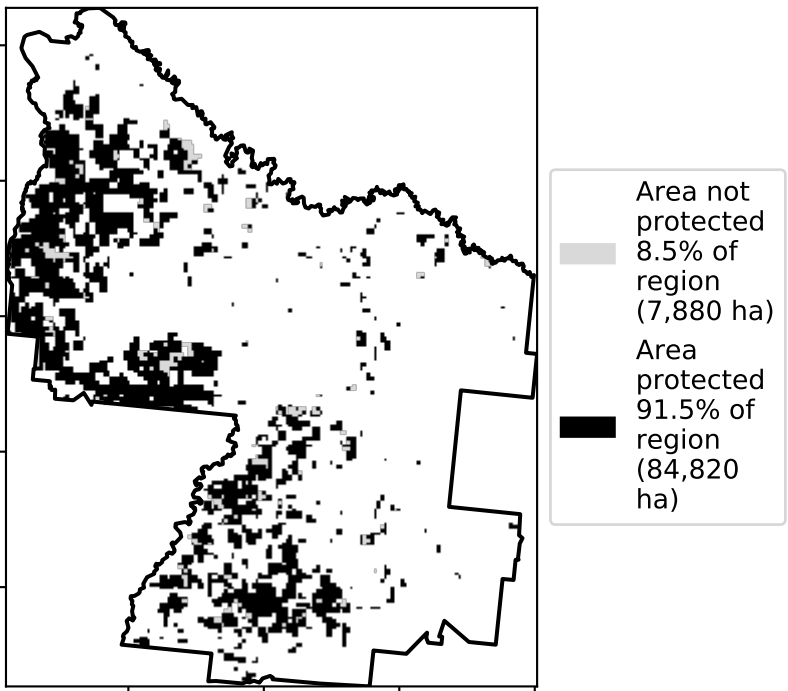 Area not
protected
8.5% of
region
(7,880 ha)
Area
protected
91.5% of
region
(84,820
ha)